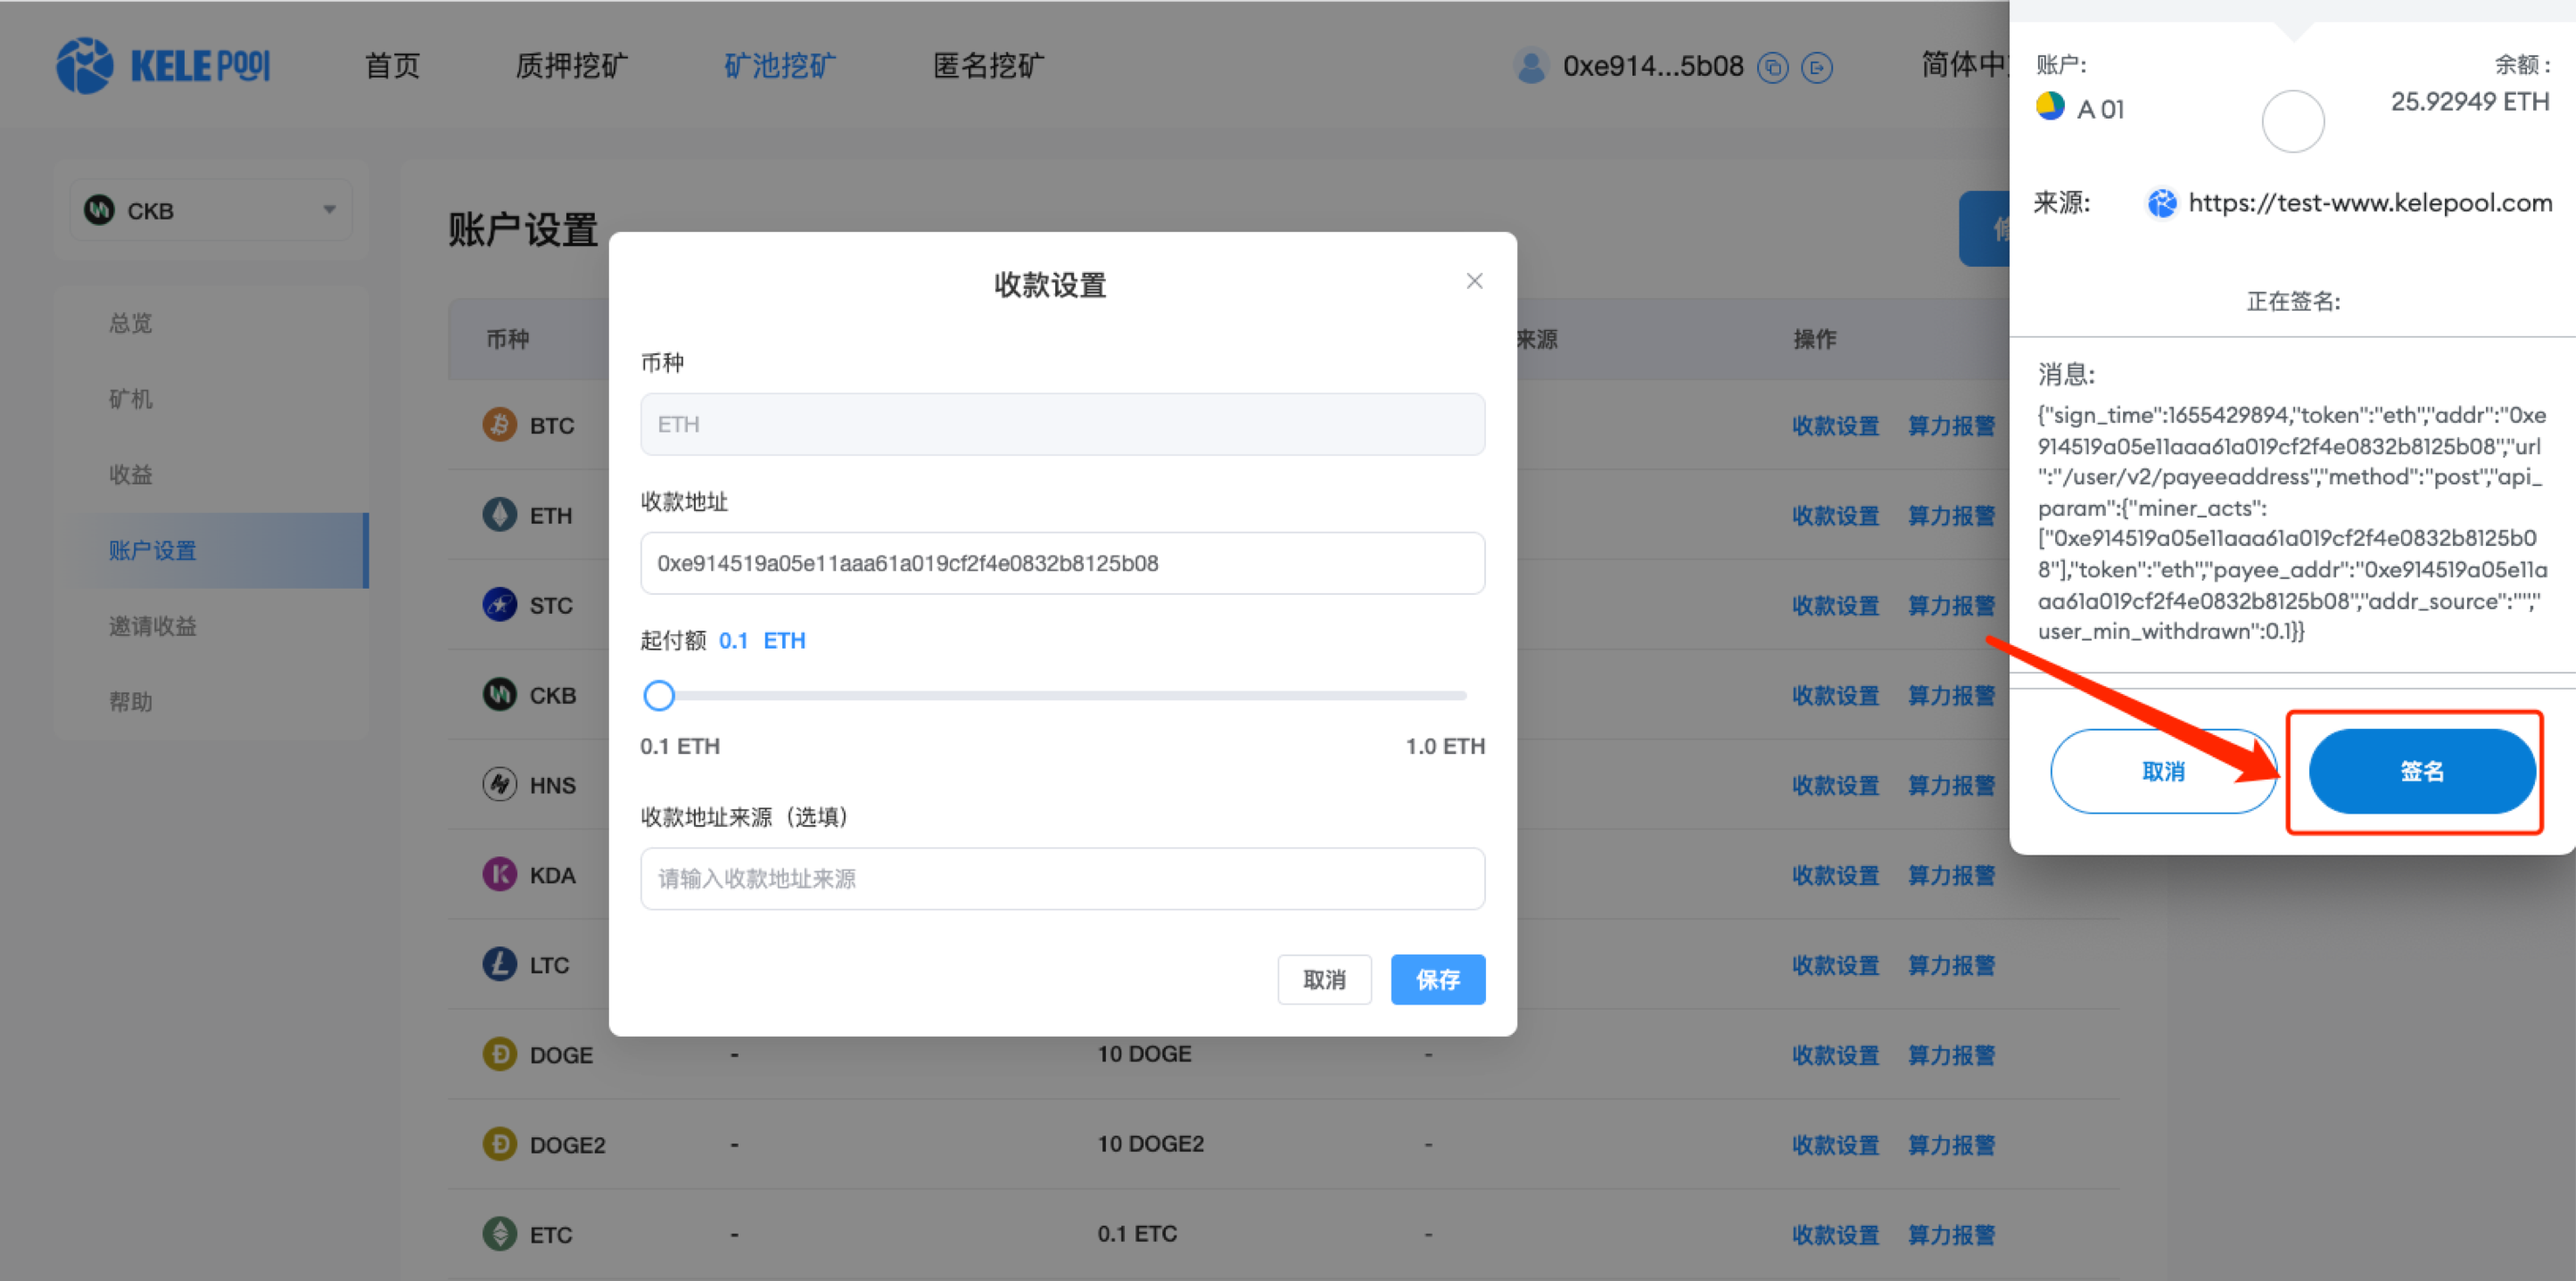 KELE POOL
首页
质押挖矿
矿池挖矿
匿名挖矿
0xe914...5b08
简体中
CKB
总览
矿机
收益
账户设置
邀请收益
帮助
账户设置
币种
来源
操作
BTC
收款设置 算力报警
ETH
收款设置 算力报警
STC
收款设置 算力报警
CKB
收款设置 算力报警
HNS
收款设置 算力报警
KDA
收款设置 算力报警
LTC
收款设置 算力报警
DOGE - 10 DOGE - 收款设置 算力报警
DOGE2 - 10 DOGE2 - 收款设置 算力报警
ETC - 0.1 ETC - 收款设置 算力报警
收款设置
币种
ETH
收款地址
0xe914519a05e11aaa61a019cf2f4e0832b8125b08
起付额 0.1 ETH
0.1 ETH
1.0 ETH
收款地址来源（选填）
请输入收款地址来源
取消
保存
账户:
余额 :
A 01
25.92949 ETH
来源:
https://test-www.kelepool.com
正在签名:
消息:
{"sign_time":1655429894,"token":"eth","addr":"0xe
914519a05e11aaa61a019cf2f4e0832b8125b08","url
":"/user/v2/payeeaddress","method":"post","api_
param":{"miner_acts":
["0xe914519a05e11aaa61a019cf2f4e0832b8125b0
8"],"token":"eth","payee_addr":"0xe914519a05e11a
aa61a019cf2f4e0832b8125b08","addr_source":"","
user_min_withdrawn":0.1}}
取消
签名